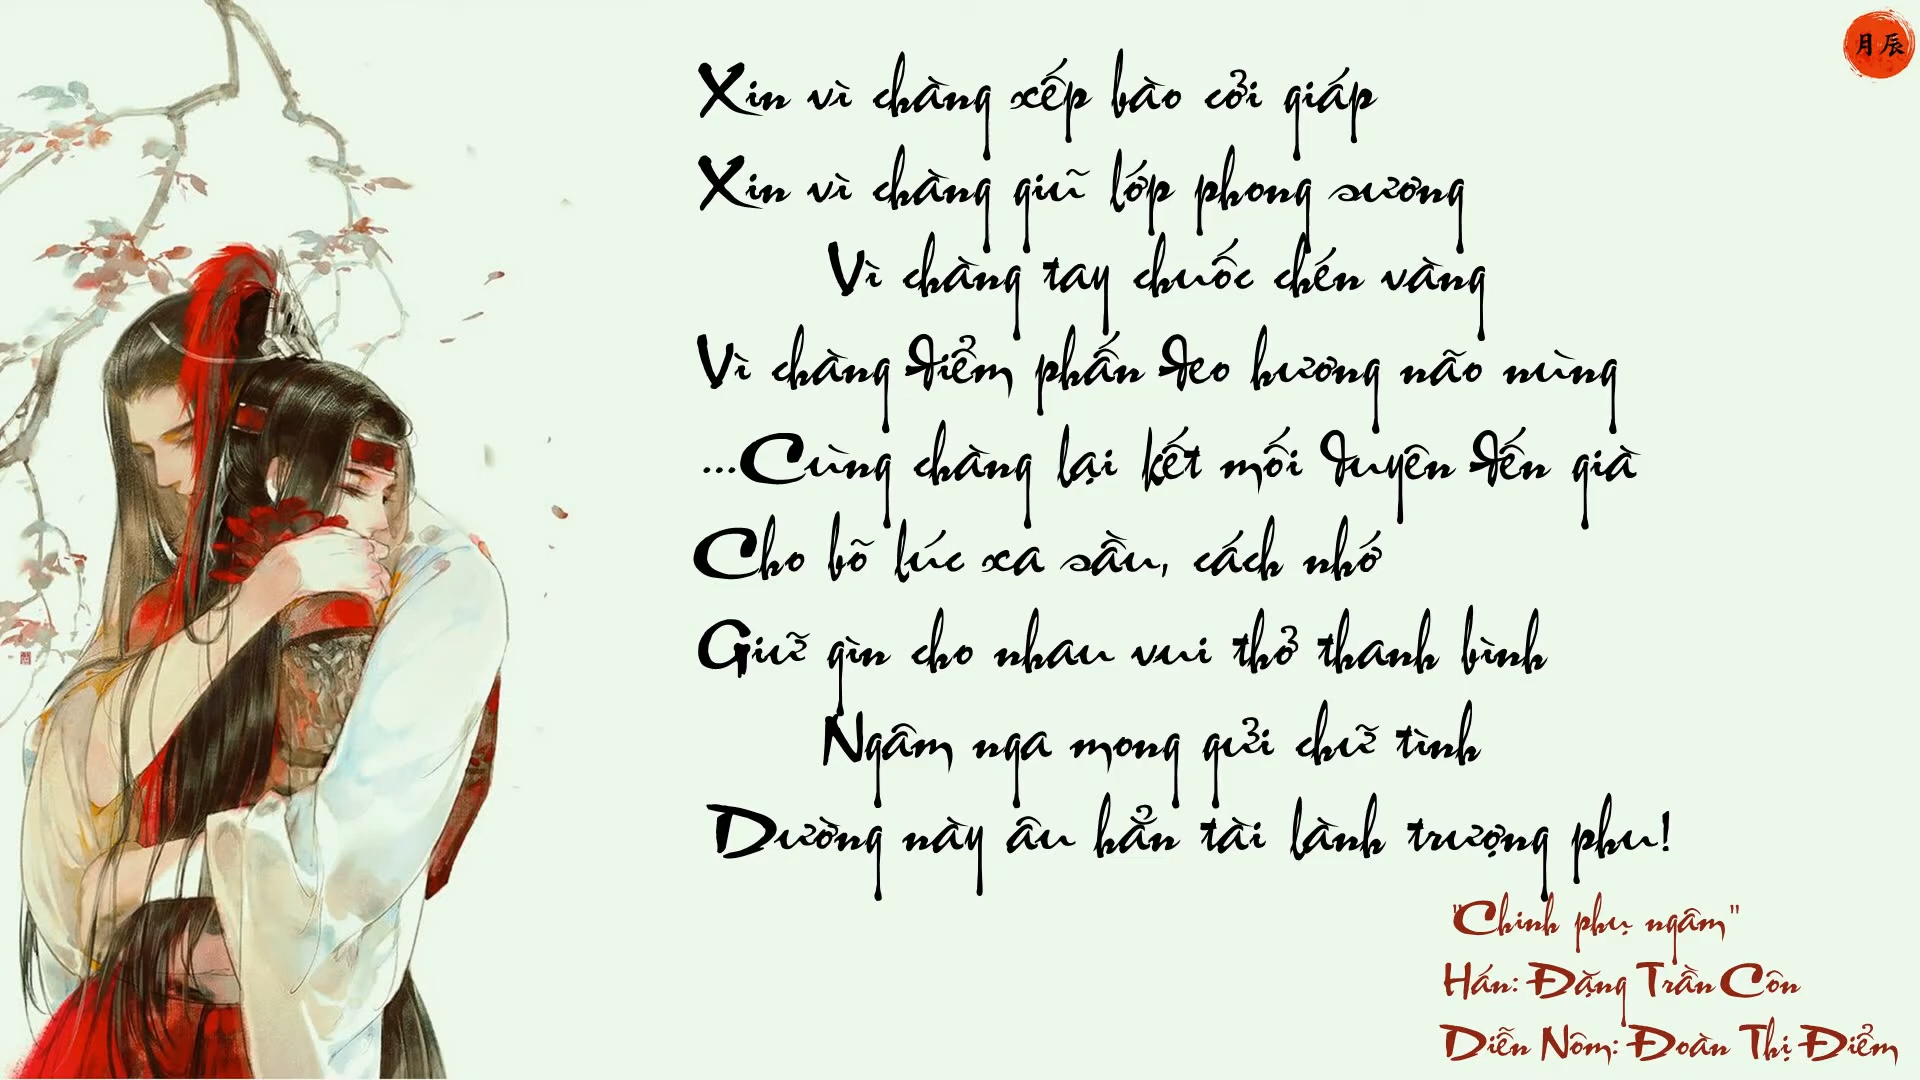 月辰
Xin vì chàng xếp bào cởi giáp
Xin vì chàng giũ lớp phong sương
Vì chàng tay chuốc chén vàng
Vì chàng điểm phấn đeo hương não nùng
...Cùng chàng lại kết mối duyên đến già
Cho bõ lúc xa sầu, cách nhớ
Giữ gìn cho nhau vui thở thanh bình
Ngâm nga mong gửi chữ tình
Dường này âu hẳn tài lành trượng phu!
"Chinh phụ ngâm"
Hán: Đặng Trần Côn
Diễn Nôm: Đoàn Thị Điểm